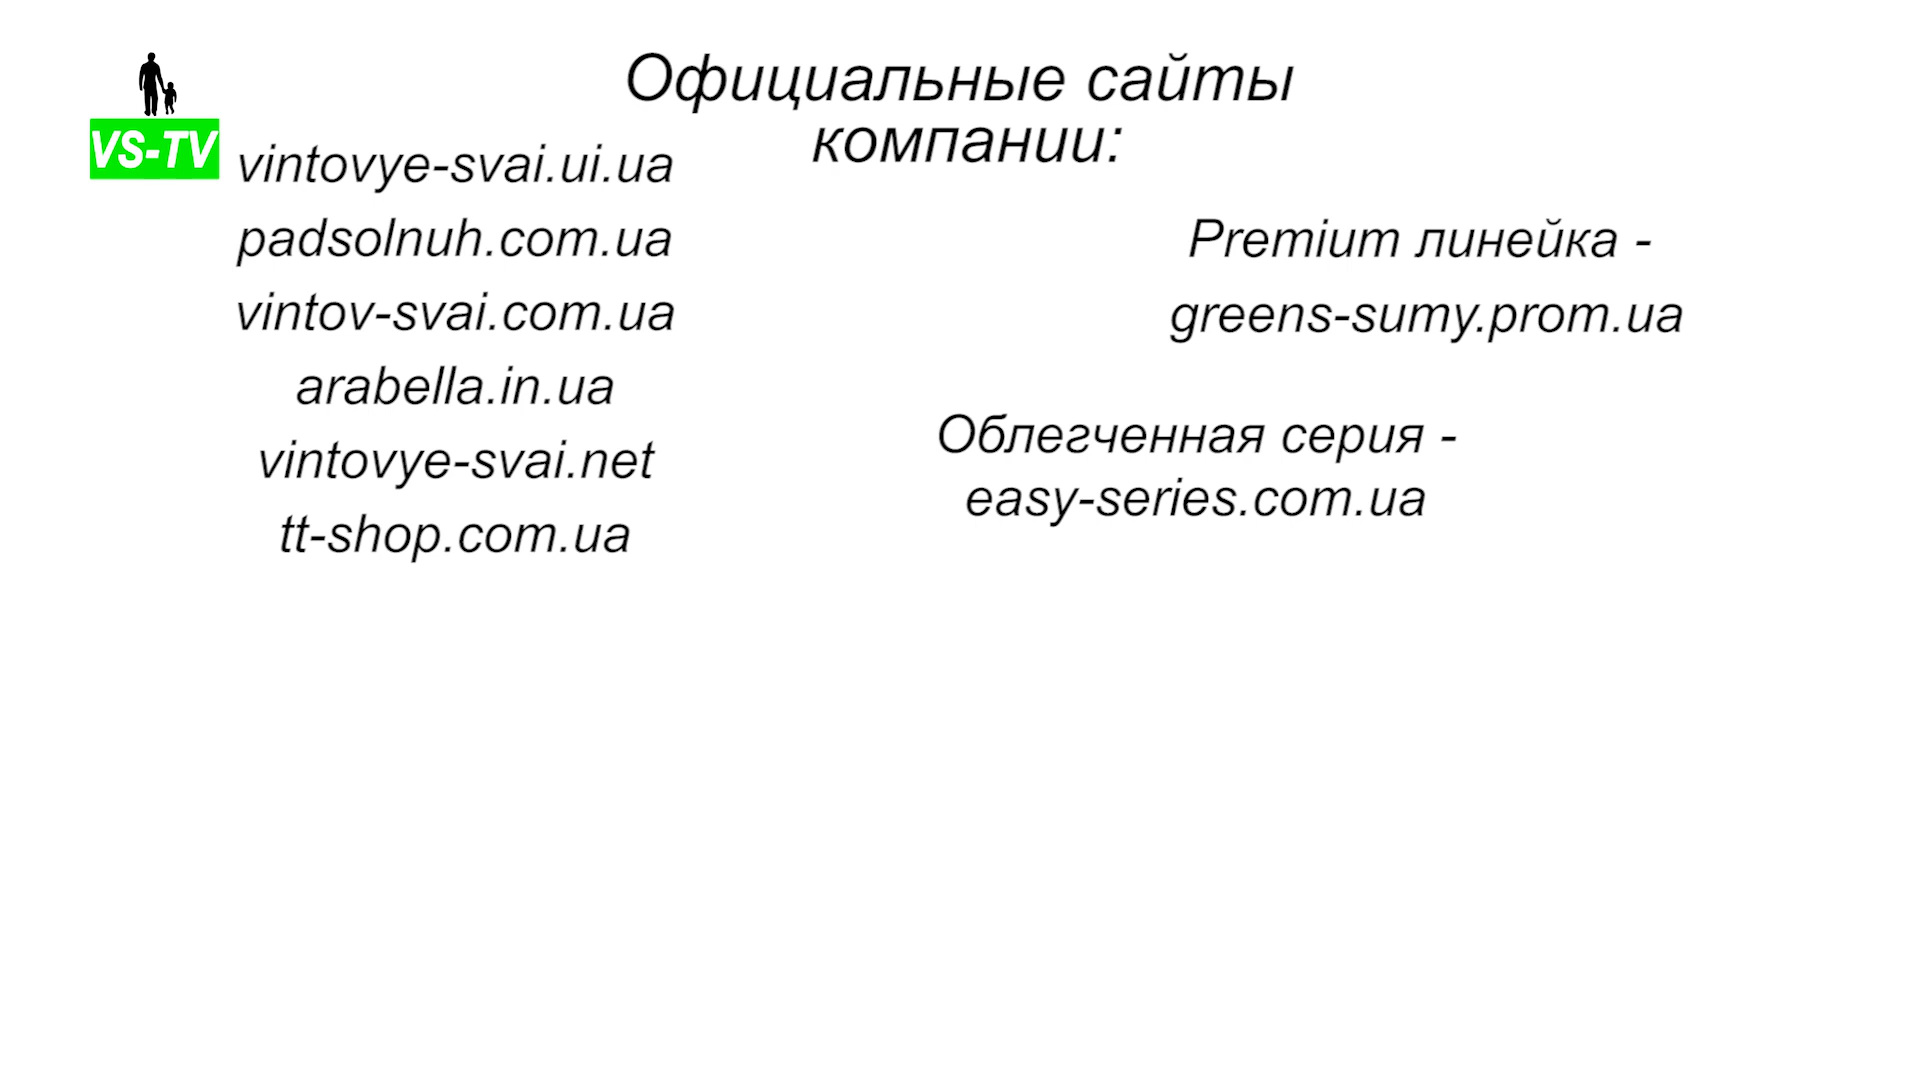 Официальные сайты
компании:
VS-TV
vintovye-svai.ui.ua
padsolnuh.com.ua
vintov-svai.com.ua
arabella.in.ua
vintovye-svai.net
tt-shop.com.ua
Premium линейка -
greens-sumy.prom.ua
Облегченная серия -
easy-series.com.ua